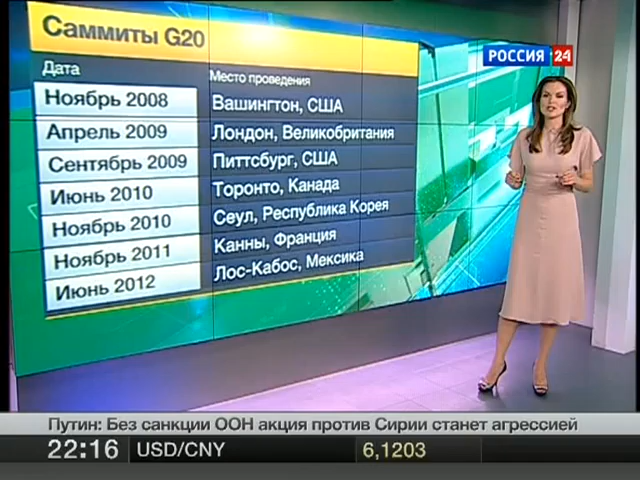 Саммиты G20
РОССИЯ 24
Дата Место проведения
Ноябрь 2008 Вашингтон, США
Апрель 2009 Лондон, Великобритания
Сентябрь 2009 Питтсбург, США
Июнь 2010 Торонто, Канада
Ноябрь 2010 Сеул, Республика Корея
Ноябрь 2011 Канны, Франция
Июнь 2012 Лос-Кабос, Мексика
Путин: Без санкции ООН акция против Сирии станет агрессией
22:16 USD/CNY 6,1203